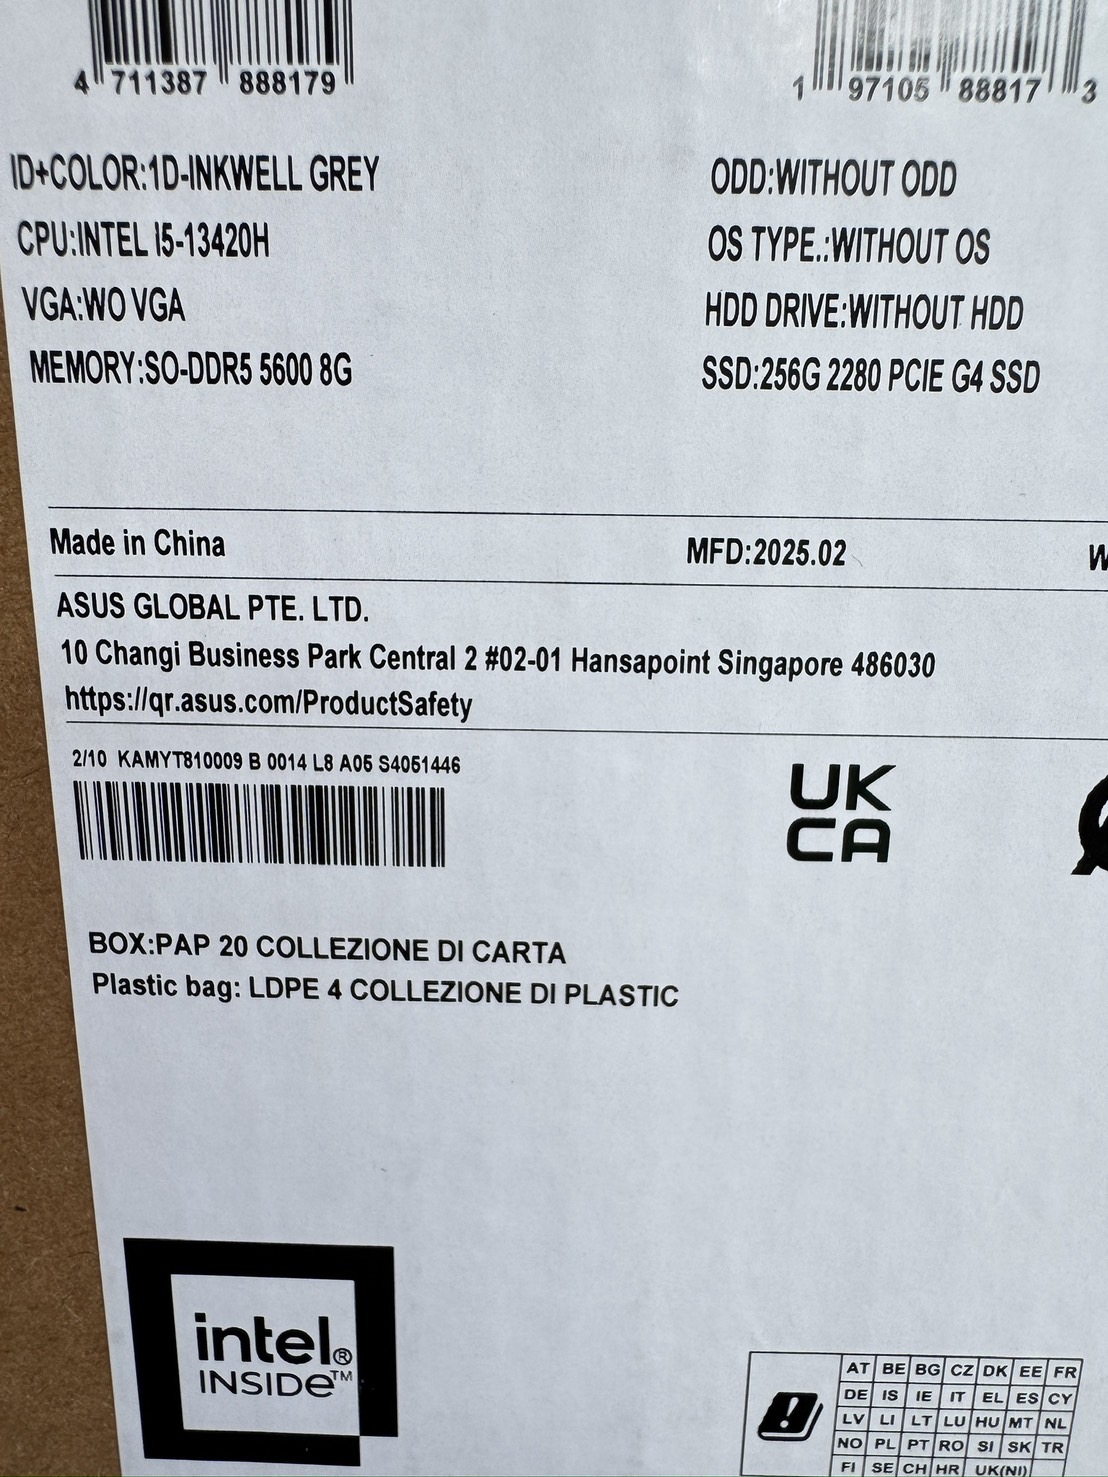 4 711387 888179
1 97105 88817 3
ID+COLOR:1D-INKWELL GREY
ODD:WITHOUT ODD
CPU:INTEL I5-13420H
OS TYPE.:WITHOUT OS
VGA:WO VGA
HDD DRIVE:WITHOUT HDD
MEMORY:SO-DDR5 5600 8G
SSD:256G 2280 PCIE G4 SSD
Made in China
MFD:2025.02
W
ASUS GLOBAL PTE. LTD.
10 Changi Business Park Central 2 #02-01 Hansapoint Singapore 486030
https://qr.asus.com/ProductSafety
2/10 KAMYT810009 B 0014 L8 A05 S4051446
UK
CA
BOX:PAP 20 COLLEZIONE DI CARTA
Plastic bag: LDPE 4 COLLEZIONE DI PLASTIC
intel®
INSIDE™
AT BE BG CZ DK EE FR
DE IS IE IT EL ES CY
LV LI LT LU HU MT NL
NO PL PT RO SI SK TR
FI SE CH HR UK(NI)